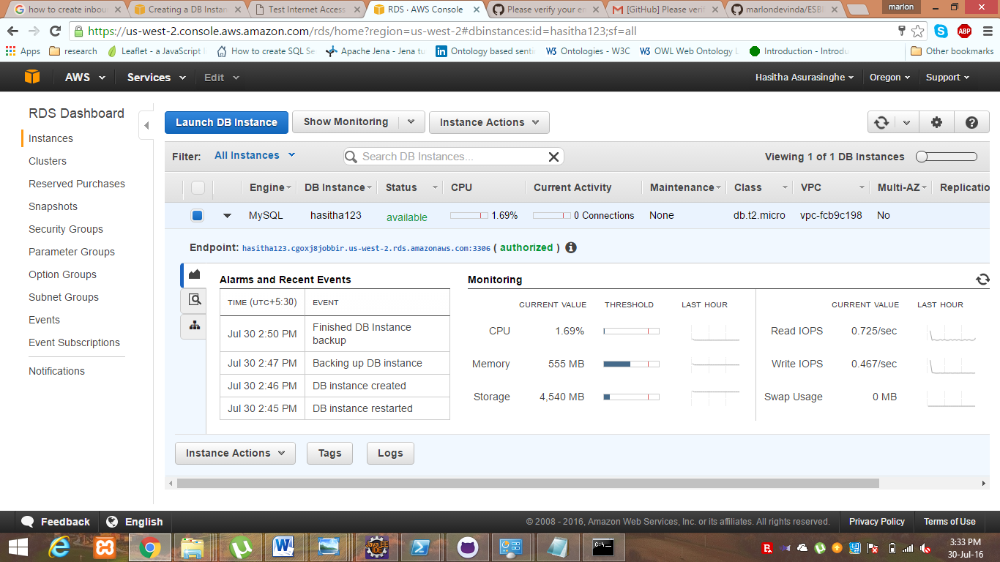 how to create inbou
Creating a DB Instan
Test Internet Access
RDS · AWS Console
Please verify your em
[GitHub] Please verif
marlondevinda/ESB
marlon
https://us-west-2.console.aws.amazon.com/rds/home?region=us-west-2#dbinstances:id=hasitha123;sf=all
ABP
Apps research Leaflet - a JavaScript How to create SQL Se Apache Jena - Jena tu Ontology based senti W3 Ontologies - W3C W3 OWL Web Ontology Introduction - Introdu Other bookmarks
AWS Services Edit Hasitha Asurasinghe Oregon Support
RDS Dashboard
Instances
Clusters
Reserved Purchases
Snapshots
Security Groups
Parameter Groups
Option Groups
Subnet Groups
Events
Event Subscriptions
Notifications
Launch DB Instance Show Monitoring Instance Actions
Filter: All Instances Search DB Instances... Viewing 1 of 1 DB Instances
Engine DB Instance Status CPU Current Activity Maintenance Class VPC Multi-AZ Replicatio
MySQL hasitha123 available 1.69% 0 Connections None db.t2.micro vpc-fcb9c198 No
Endpoint: hasitha123.cgoxj8jobbir.us-west-2.rds.amazonaws.com:3306 ( authorized )
Alarms and Recent Events
TIME (UTC+5:30) EVENT
Jul 30 2:50 PM Finished DB Instance
backup
Jul 30 2:47 PM Backing up DB instance
Jul 30 2:46 PM DB instance created
Jul 30 2:45 PM DB instance restarted
Monitoring
CURRENT VALUE THRESHOLD LAST HOUR CURRENT VALUE LAST HOUR
CPU 1.69% Read IOPS 0.725/sec
Memory 555 MB Write IOPS 0.467/sec
Storage 4,540 MB Swap Usage 0 MB
Instance Actions Tags Logs
Feedback English © 2008 - 2016, Amazon Web Services, Inc. or its affiliates. All rights reserved. Privacy Policy Terms of Use
Java EE
IDE
3:33 PM
30-Jul-16